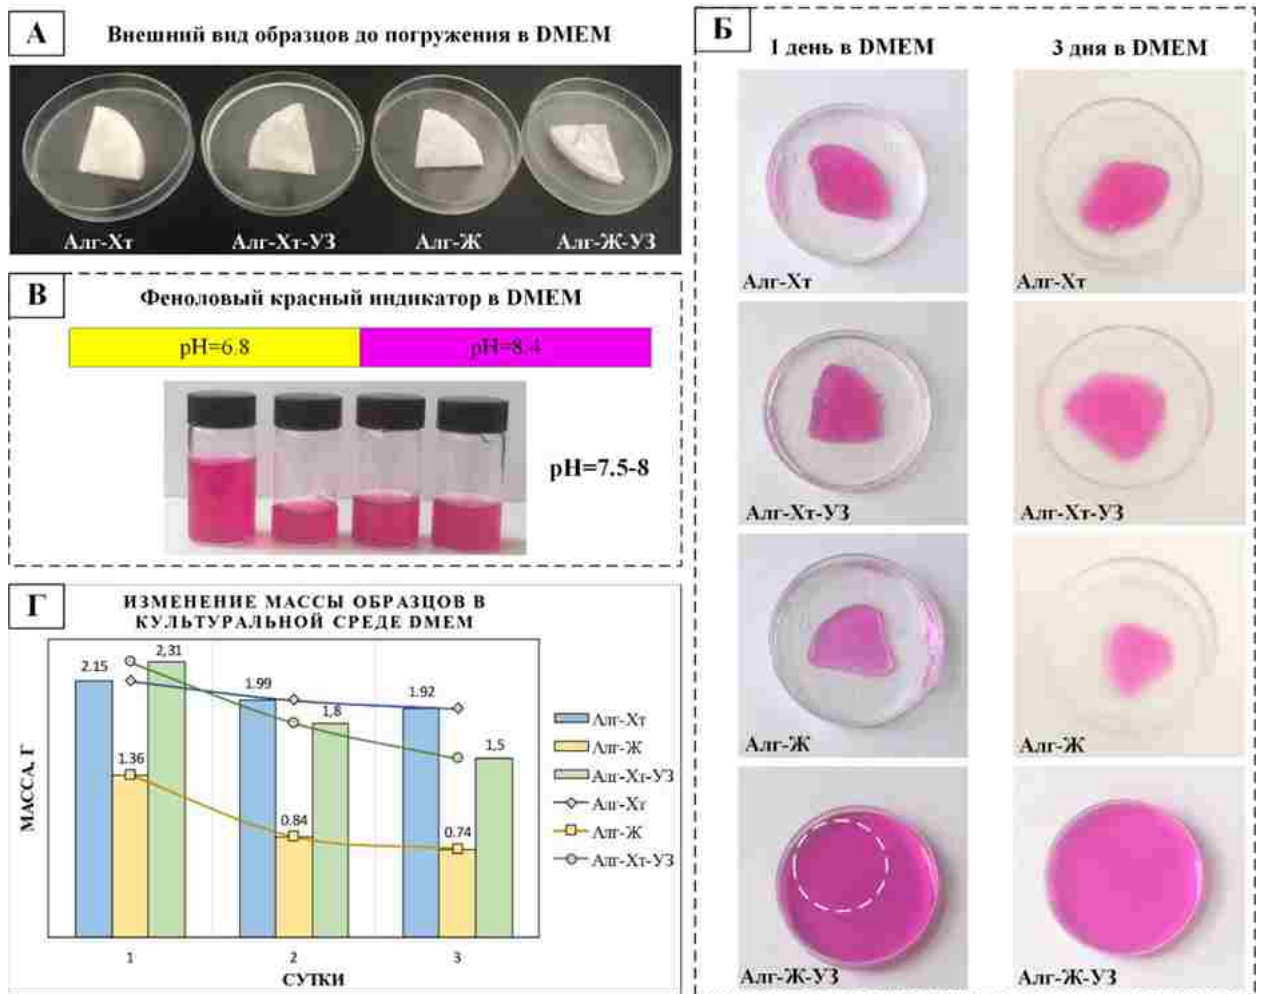 А
Внешний вид образцов до погружения в DMEM
Алг-Хт
Алг-Хт-УЗ
Алг-Ж
Алг-Ж-УЗ
В
Феноловый красный индикатор в DMEM
pH=6.8
pH=8.4
pH=7.5-8
Г
ИЗМЕНЕНИЕ МАССЫ ОБРАЗЦОВ В
КУЛЬТУРАЛЬНОЙ СРЕДЕ DMEM
МАССА, Г
2.15
1.36
2,31
1.99
0.84
1,8
1.92
0.74
1,5
1
2
3
СУТКИ
Алг-Хт
Алг-Ж
Алг-Хт-УЗ
Алг-Хт
Алг-Ж
Алг-Хт-УЗ
Б
1 день в DMEM
3 дня в DMEM
Алг-Хт
Алг-Хт
Алг-Хт-УЗ
Алг-Хт-УЗ
Алг-Ж
Алг-Ж
Алг-Ж-УЗ
Алг-Ж-УЗ